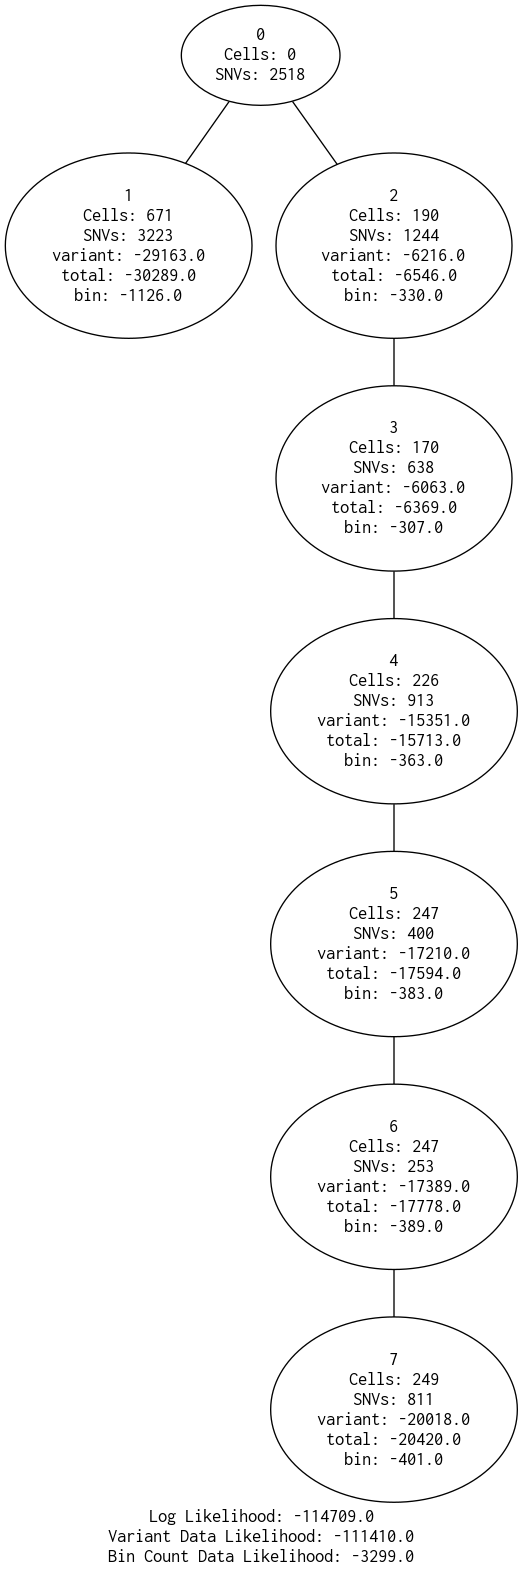 0
Cells: 0
SNVs: 2518
1
Cells: 671
SNVs: 3223
variant: -29163.0
total: -30289.0
bin: -1126.0
2
Cells: 190
SNVs: 1244
variant: -6216.0
total: -6546.0
bin: -330.0
3
Cells: 170
SNVs: 638
variant: -6063.0
total: -6369.0
bin: -307.0
4
Cells: 226
SNVs: 913
variant: -15351.0
total: -15713.0
bin: -363.0
5
Cells: 247
SNVs: 400
variant: -17210.0
total: -17594.0
bin: -383.0
6
Cells: 247
SNVs: 253
variant: -17389.0
total: -17778.0
bin: -389.0
7
Cells: 249
SNVs: 811
variant: -20018.0
total: -20420.0
bin: -401.0
Log Likelihood: -114709.0
Variant Data Likelihood: -111410.0
Bin Count Data Likelihood: -3299.0